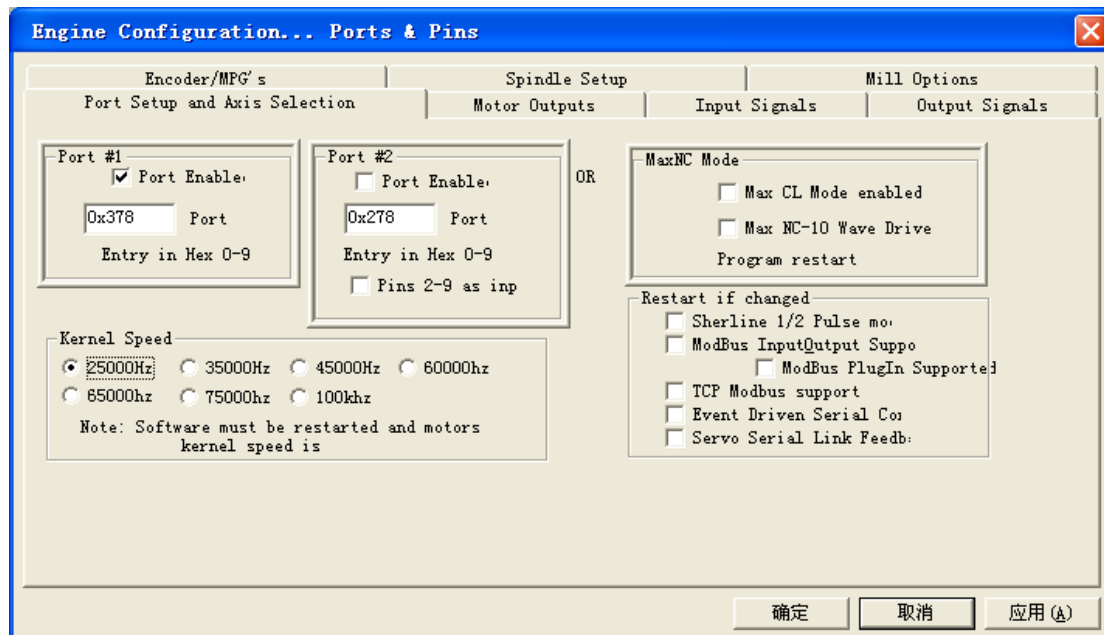 Engine Configuration... Ports & Pins
Encoder/MPG's
Spindle Setup
Mill Options
Port Setup and Axis Selection
Motor Outputs
Input Signals
Output Signals
Port #1
Port Enable
0x378
Port
Entry in Hex 0-9
Port #2
Port Enable
0x278
Port
Entry in Hex 0-9
Pins 2-9 as inp
OR
MaxNC Mode
Max CL Mode enabled
Max NC-10 Wave Drive
Program restart
Restart if changed
Sherline 1/2 Pulse mo
ModBus InputOutput Suppo
ModBus PlugIn Supported
TCP Modbus support
Event Driven Serial Co
Servo Serial Link Feedb
Kernel Speed
25000Hz
35000Hz
45000Hz
60000hz
65000hz
75000hz
100khz
Note: Software must be restarted and motors
kernel speed is
确定
取消
应用(A)